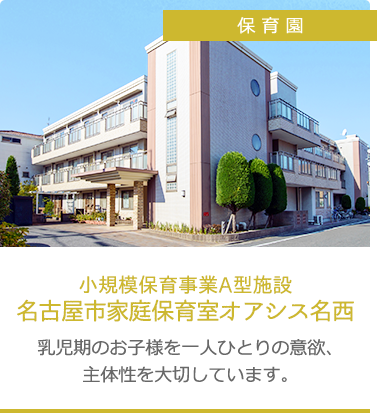 保育園
小規模保育事業A型施設
名古屋市家庭保育室オアシス名西
乳児期のお子様を一人ひとりの意欲、
主体性を大切しています。